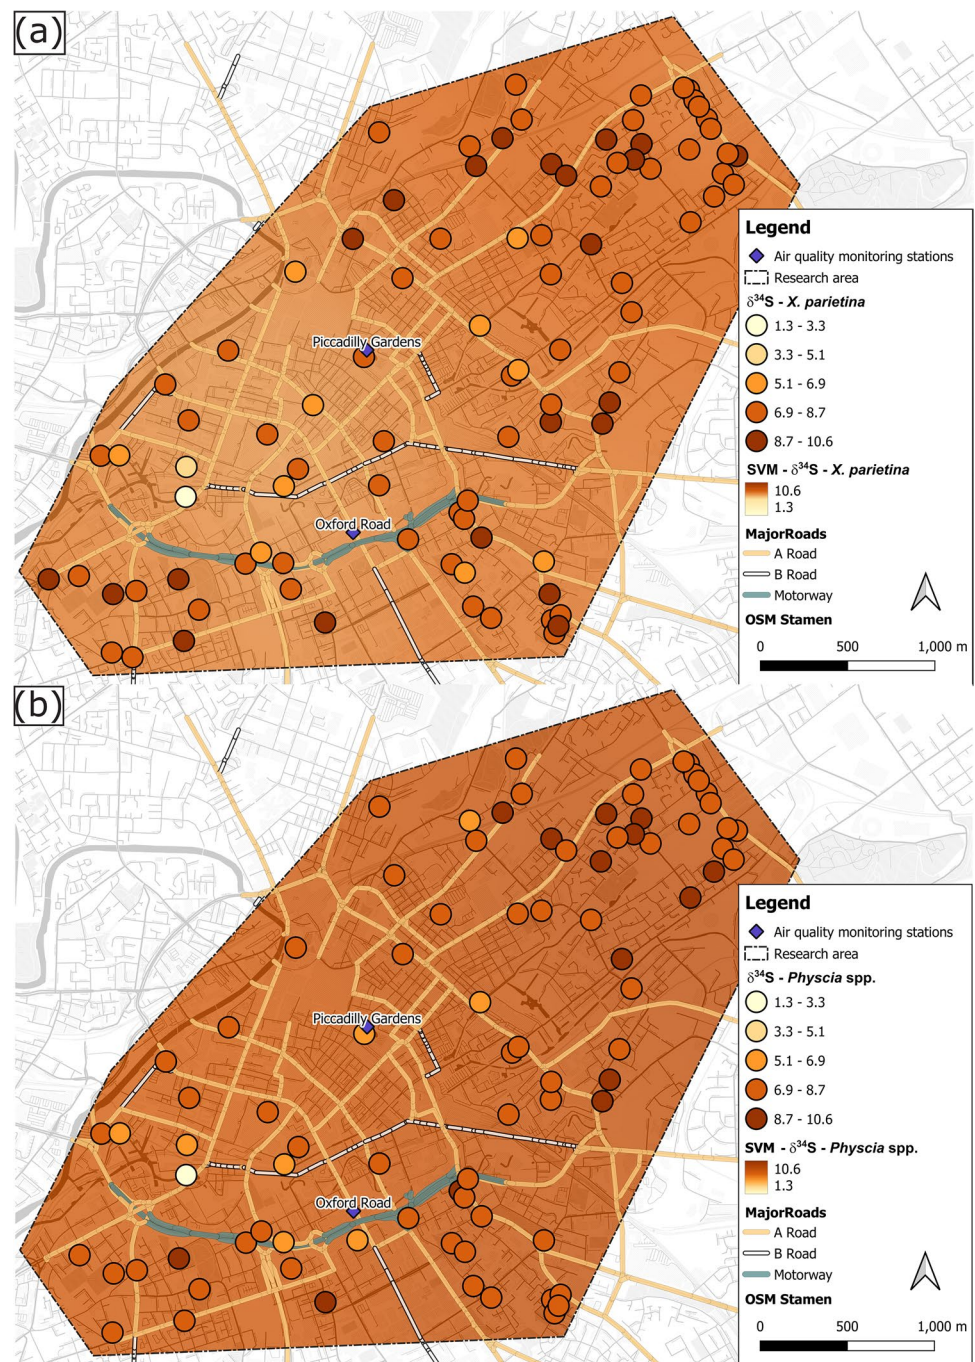 (a)
Piccadilly Gardens
Oxford Road
Legend
Air quality monitoring stations
Research area
δ³⁴S - X. parietina
1.3 - 3.3
3.3 - 5.1
5.1 - 6.9
6.9 - 8.7
8.7 - 10.6
SVM - δ³⁴S - X. parietina
10.6
1.3
MajorRoads
A Road
B Road
Motorway
OSM Stamen
0 500 1,000 m
(b)
Piccadilly Gardens
Oxford Road
Legend
Air quality monitoring stations
Research area
δ³⁴S - Physcia spp.
1.3 - 3.3
3.3 - 5.1
5.1 - 6.9
6.9 - 8.7
8.7 - 10.6
SVM - δ³⁴S - Physcia spp.
10.6
1.3
MajorRoads
A Road
B Road
Motorway
OSM Stamen
0 500 1,000 m